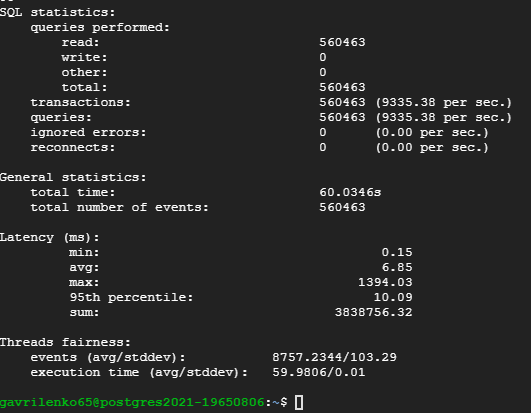 SQL statistics:
queries performed:
read: 560463
write: 0
other: 0
total: 560463
transactions: 560463 (9335.38 per sec.)
queries: 560463 (9335.38 per sec.)
ignored errors: 0 (0.00 per sec.)
reconnects: 0 (0.00 per sec.)
General statistics:
total time: 60.0346s
total number of events: 560463
Latency (ms):
min: 0.15
avg: 6.85
max: 1394.03
95th percentile: 10.09
sum: 3838756.32
Threads fairness:
events (avg/stddev): 8757.2344/103.29
execution time (avg/stddev): 59.9806/0.01
gavrilenko65@postgres2021-19650806:~$